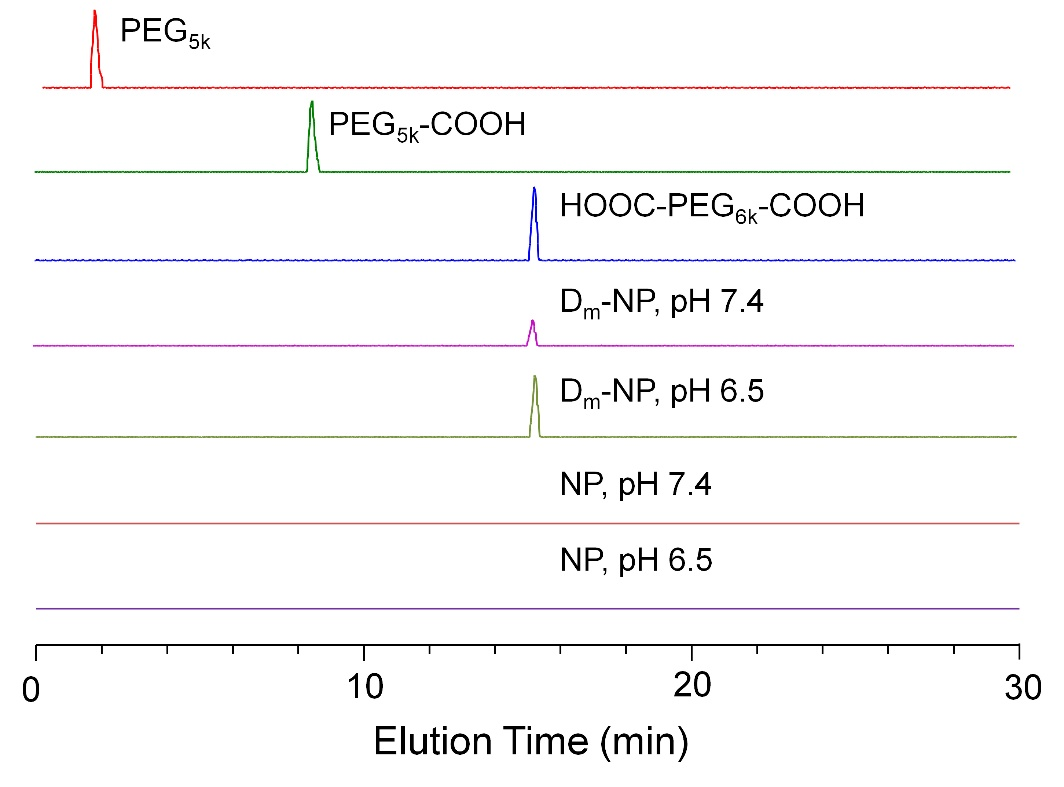 PEG5k
PEG5k-COOH
HOOC-PEG6k-COOH
Dm-NP, pH 7.4
Dm-NP, pH 6.5
NP, pH 7.4
NP, pH 6.5
0 10 20 30
Elution Time (min)